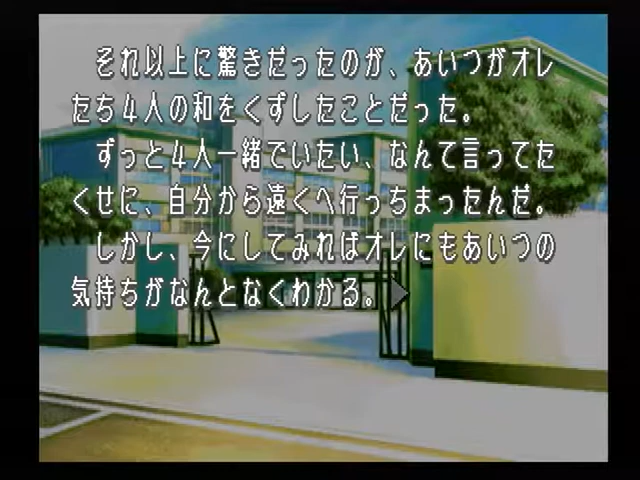 それ以上に驚きだったのが、あいつがオレ
たち４人の和をくずしたことだった。
ずっと４人一緒でいたい、なんて言ってた
くせに、自分から遠くへ行っちまったんだ。
しかし、今にしてみればオレにもあいつの
気持ちがなんとなくわかる。